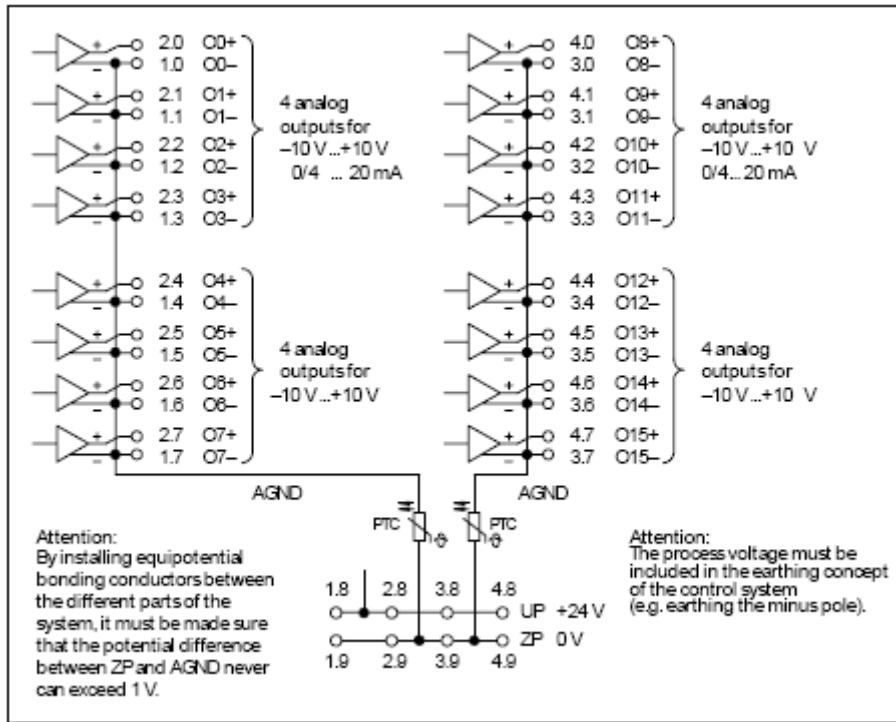 2.0 O0+
1.0 O0–
2.1 O1+
1.1 O1–
2.2 O2+
1.2 O2–
2.3 O3+
1.3 O3–
4 analog
outputs for
–10 V...+10 V
0/4 ... 20 mA
2.4 O4+
1.4 O4–
2.5 O5+
1.5 O5–
2.6 O6+
1.6 O6–
2.7 O7+
1.7 O7–
4 analog
outputs for
–10 V...+10 V
4.0 O8+
3.0 O8–
4.1 O9+
3.1 O9–
4.2 O10+
3.2 O10–
4.3 O11+
3.3 O11–
4 analog
outputs for
–10 V...+10 V
0/4... 20 mA
4.4 O12+
3.4 O12–
4.5 O13+
3.5 O13–
4.6 O14+
3.6 O14–
4.7 O15+
3.7 O15–
4 analog
outputs for
–10 V...+10 V
AGND
AGND
PTC
PTC
Attention:
By installing equipotential
bonding conductors between
the different parts of the
system, it must be made sure
that the potential difference
between ZP and AGND never
can exceed 1 V.
1.8 2.8 3.8 4.8
UP +24 V
ZP 0 V
1.9 2.9 3.9 4.9
Attention:
The process voltage must be
included in the earthing concept
of the control system
(e.g. earthing the minus pole).